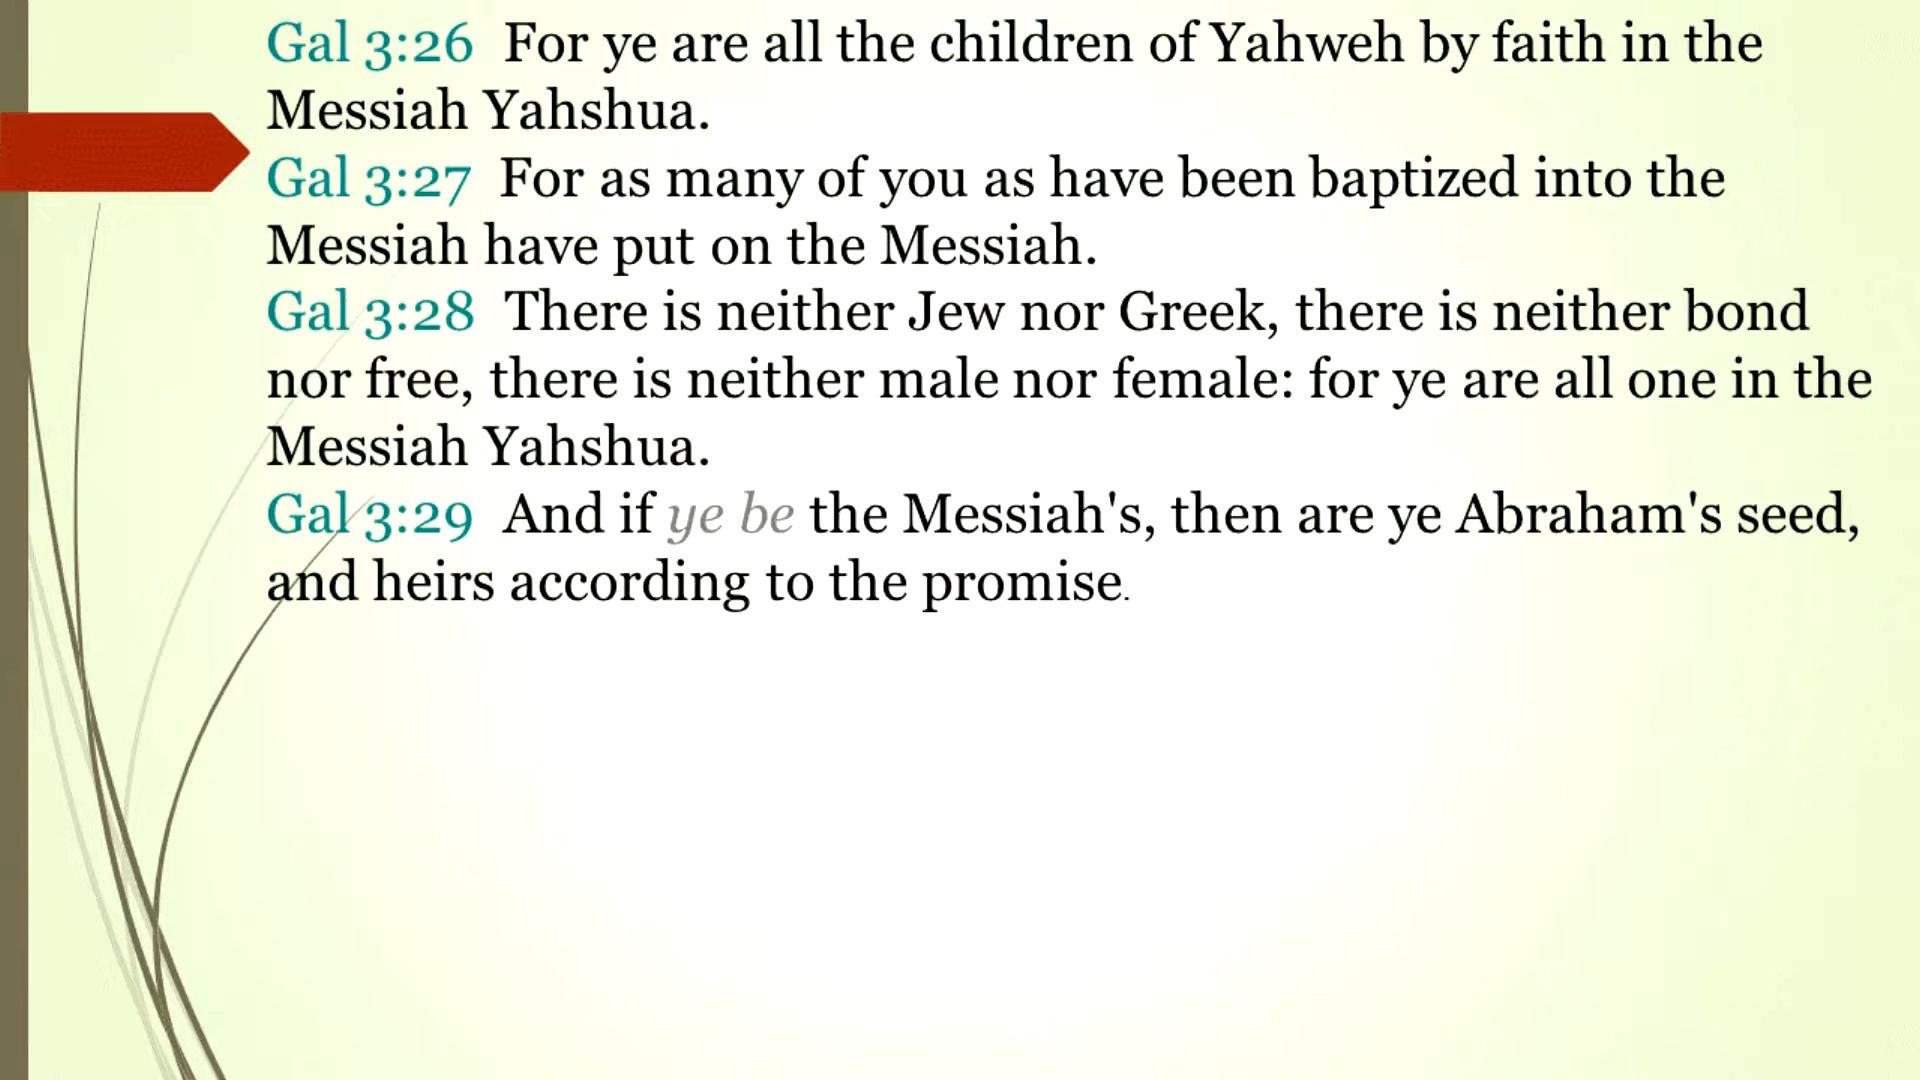 Gal 3:26  For ye are all the children of Yahweh by faith in the
Messiah Yahshua.
Gal 3:27  For as many of you as have been baptized into the
Messiah have put on the Messiah.
Gal 3:28  There is neither Jew nor Greek, there is neither bond
nor free, there is neither male nor female: for ye are all one in the
Messiah Yahshua.
Gal 3:29  And if ye be the Messiah's, then are ye Abraham's seed,
and heirs according to the promise.